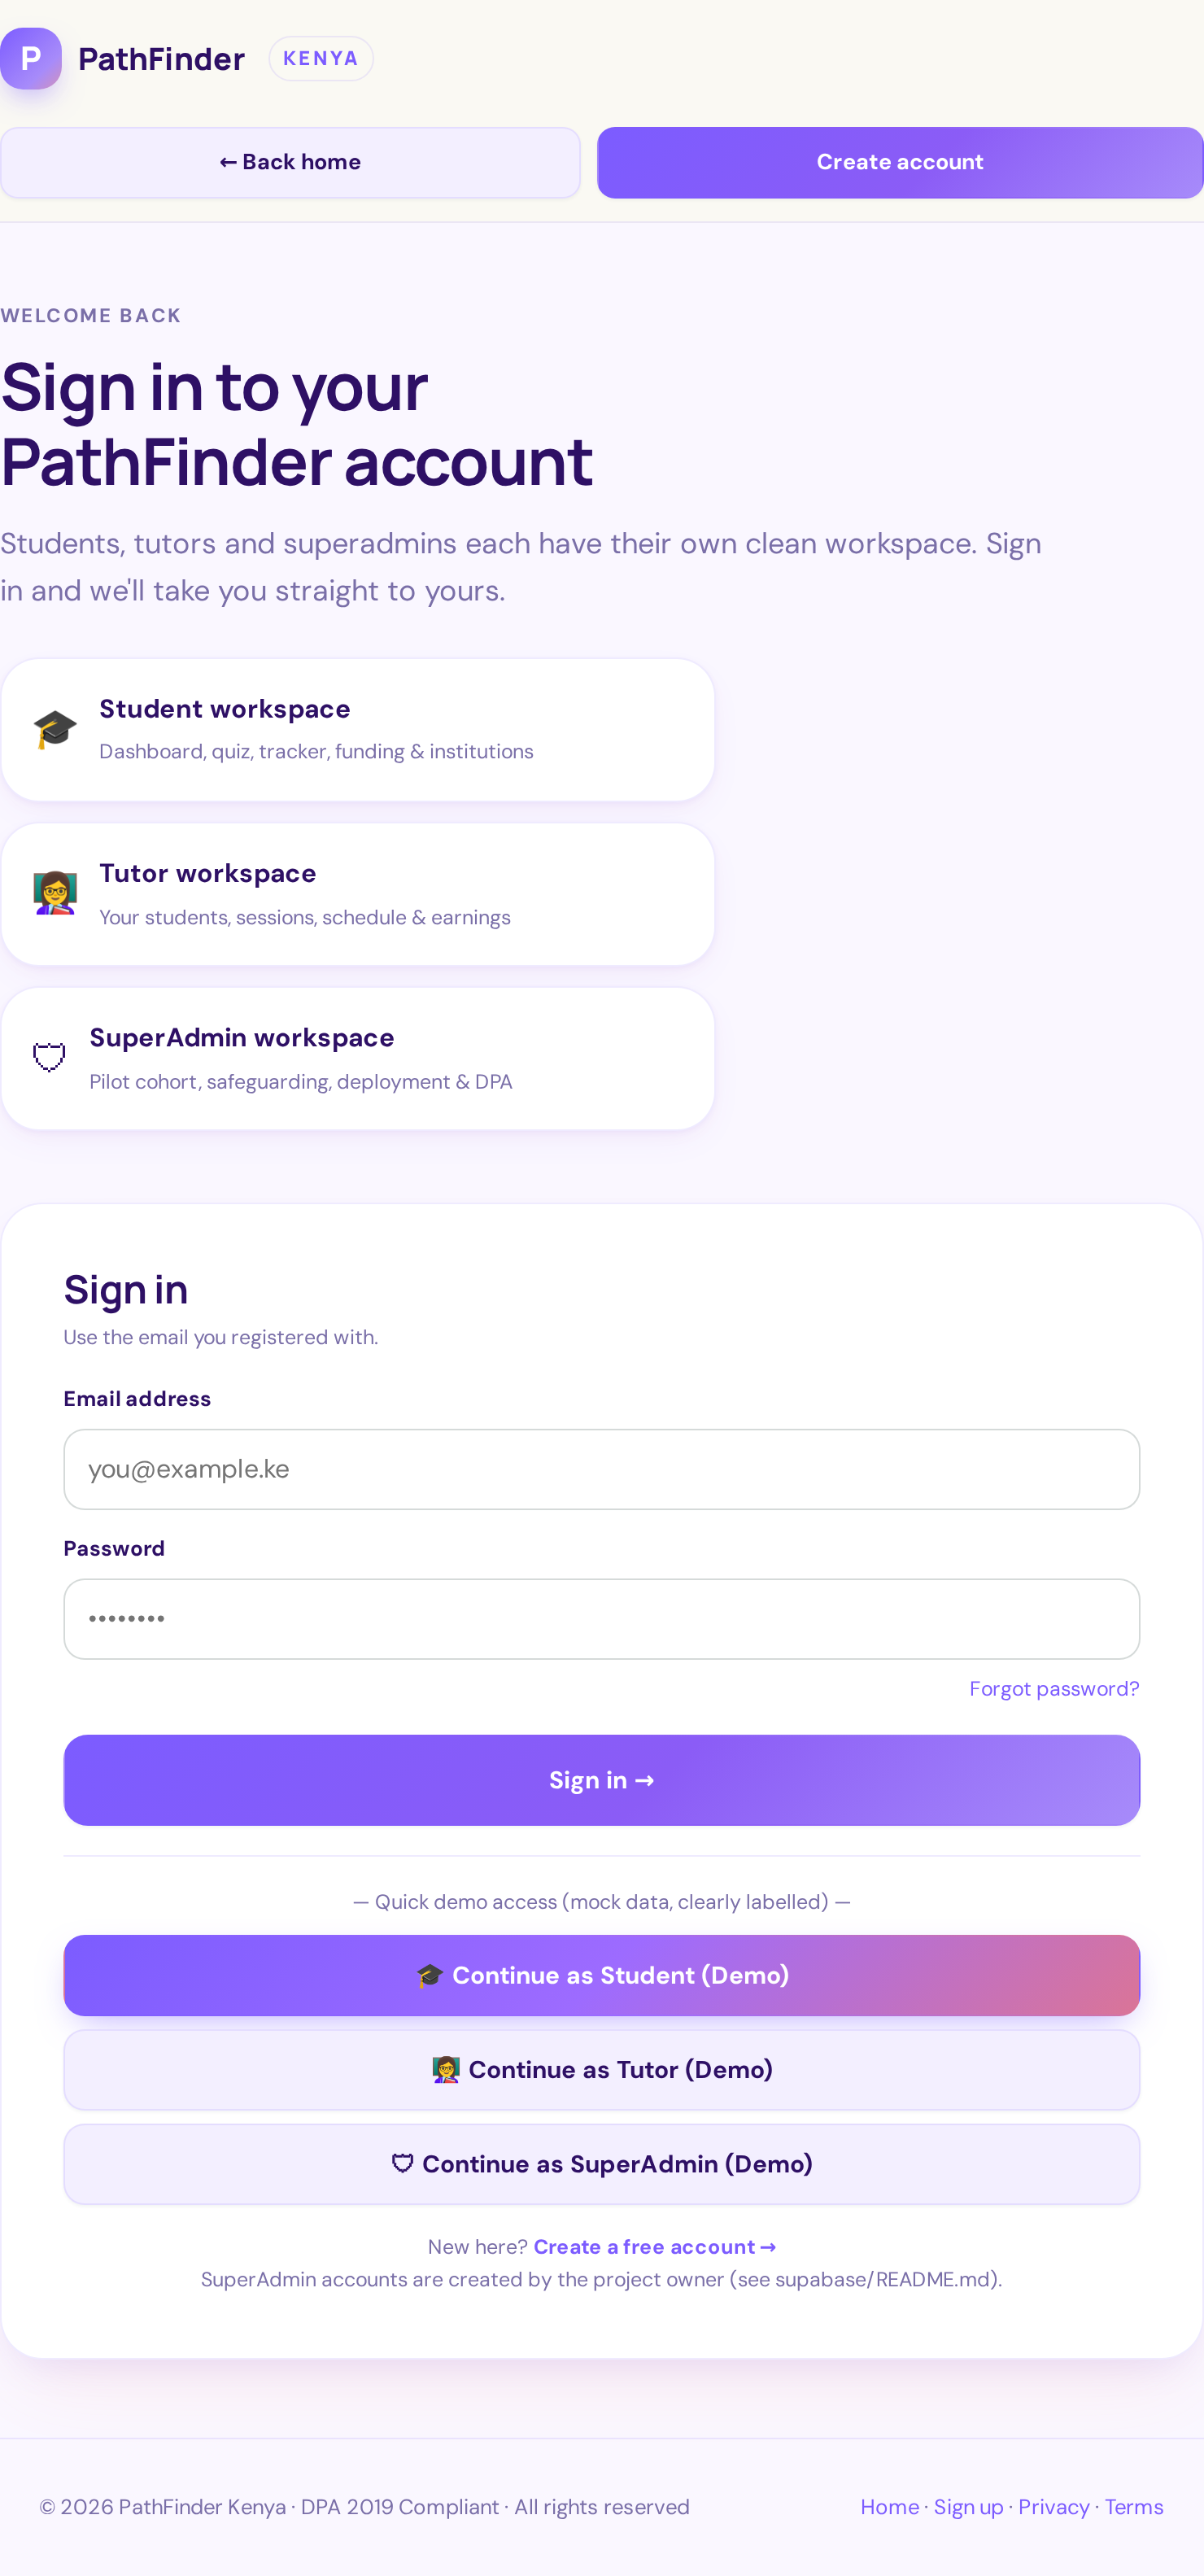 P PathFinder KENYA
← Back home Create account
WELCOME BACK
Sign in to your
PathFinder account
Students, tutors and superadmins each have their own clean workspace. Sign
in and we'll take you straight to yours.
🎓 Student workspace
Dashboard, quiz, tracker, funding & institutions
👩‍🏫 Tutor workspace
Your students, sessions, schedule & earnings
🛡 SuperAdmin workspace
Pilot cohort, safeguarding, deployment & DPA
Sign in
Use the email you registered with.
Email address
you@example.ke
Password
••••••••
Forgot password?
Sign in →
— Quick demo access (mock data, clearly labelled) —
🎓 Continue as Student (Demo)
👩‍🏫 Continue as Tutor (Demo)
🛡 Continue as SuperAdmin (Demo)
New here? Create a free account →
SuperAdmin accounts are created by the project owner (see supabase/README.md).
© 2026 PathFinder Kenya · DPA 2019 Compliant · All rights reserved Home · Sign up · Privacy · Terms